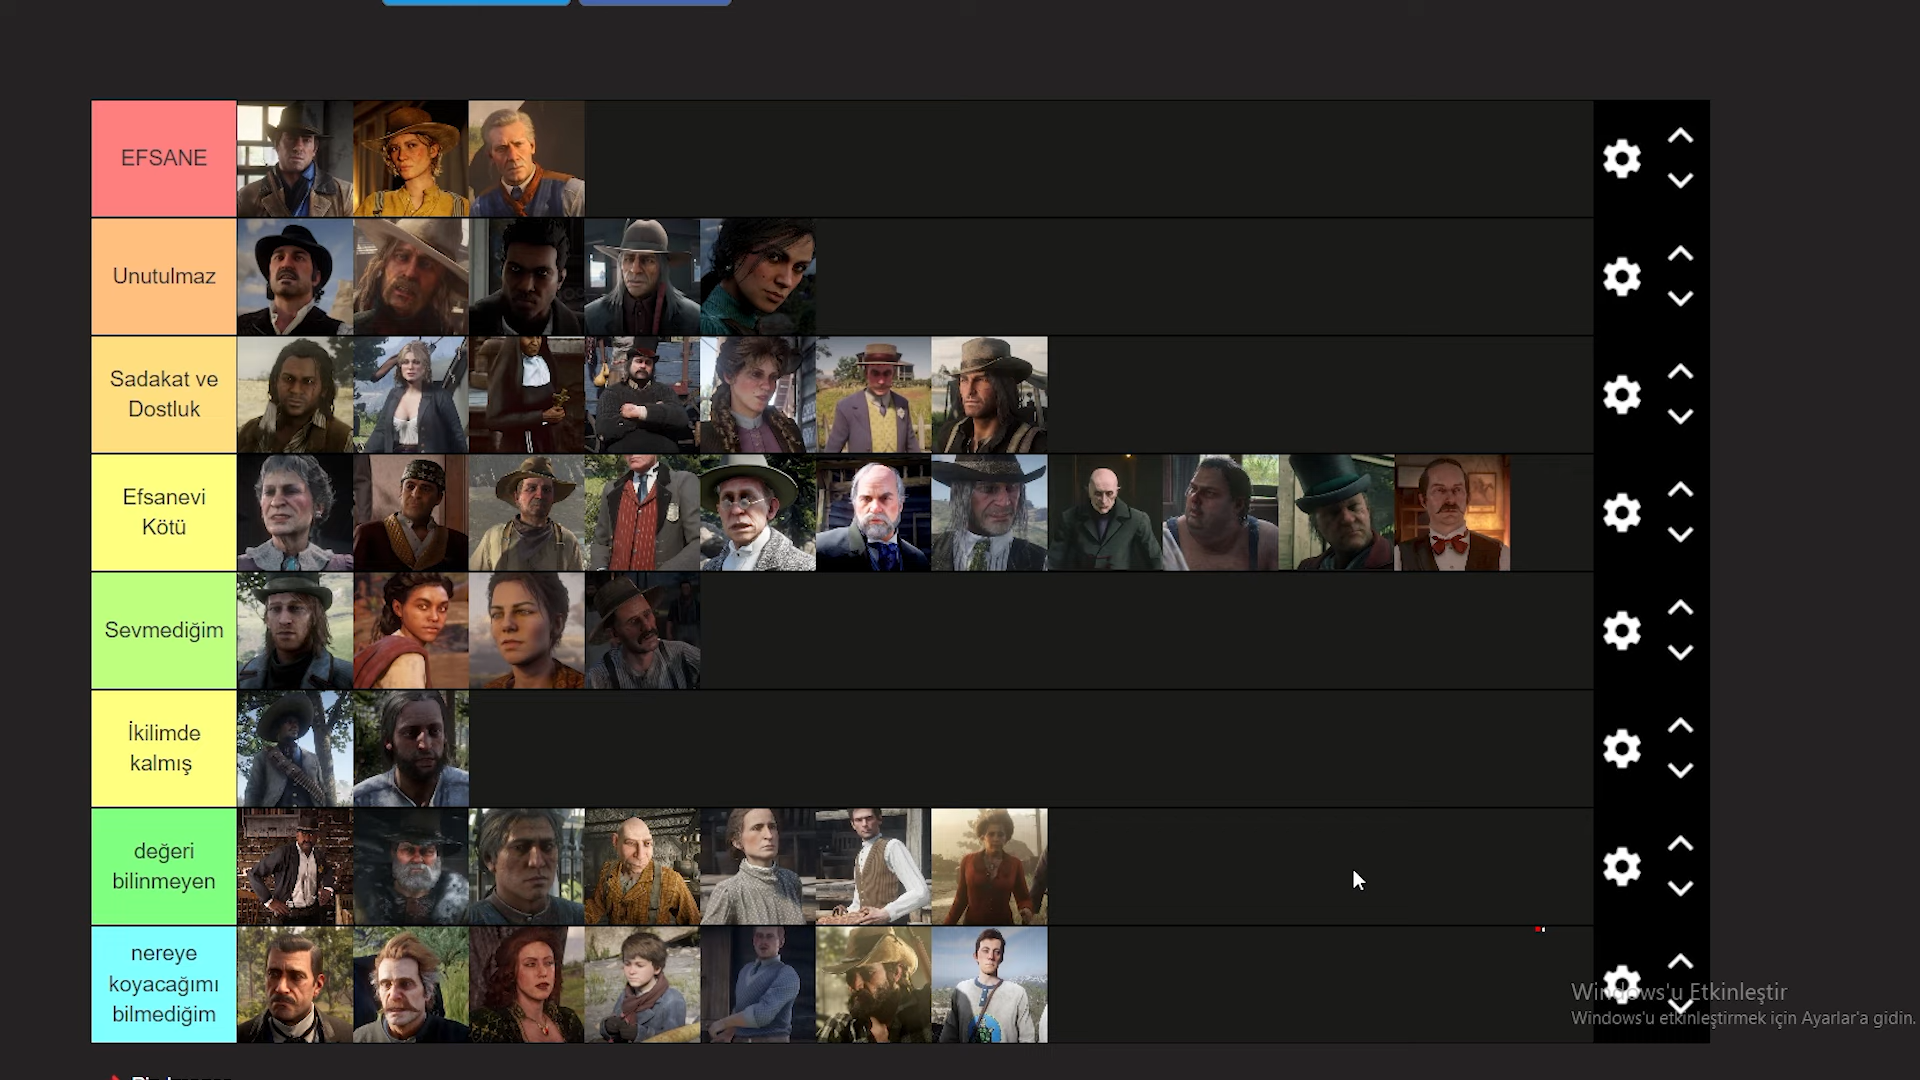 EFSANE
Unutulmaz
Sadakat ve
Dostluk
Efsanevi
Kötü
Sevmediğim
İkilimde
kalmış
değeri
bilinmeyen
nereye
koyacağımı
bilmediğim
Windows'u Etkinleştir
Windows'u etkinleştirmek için Ayarlar'a gidin.